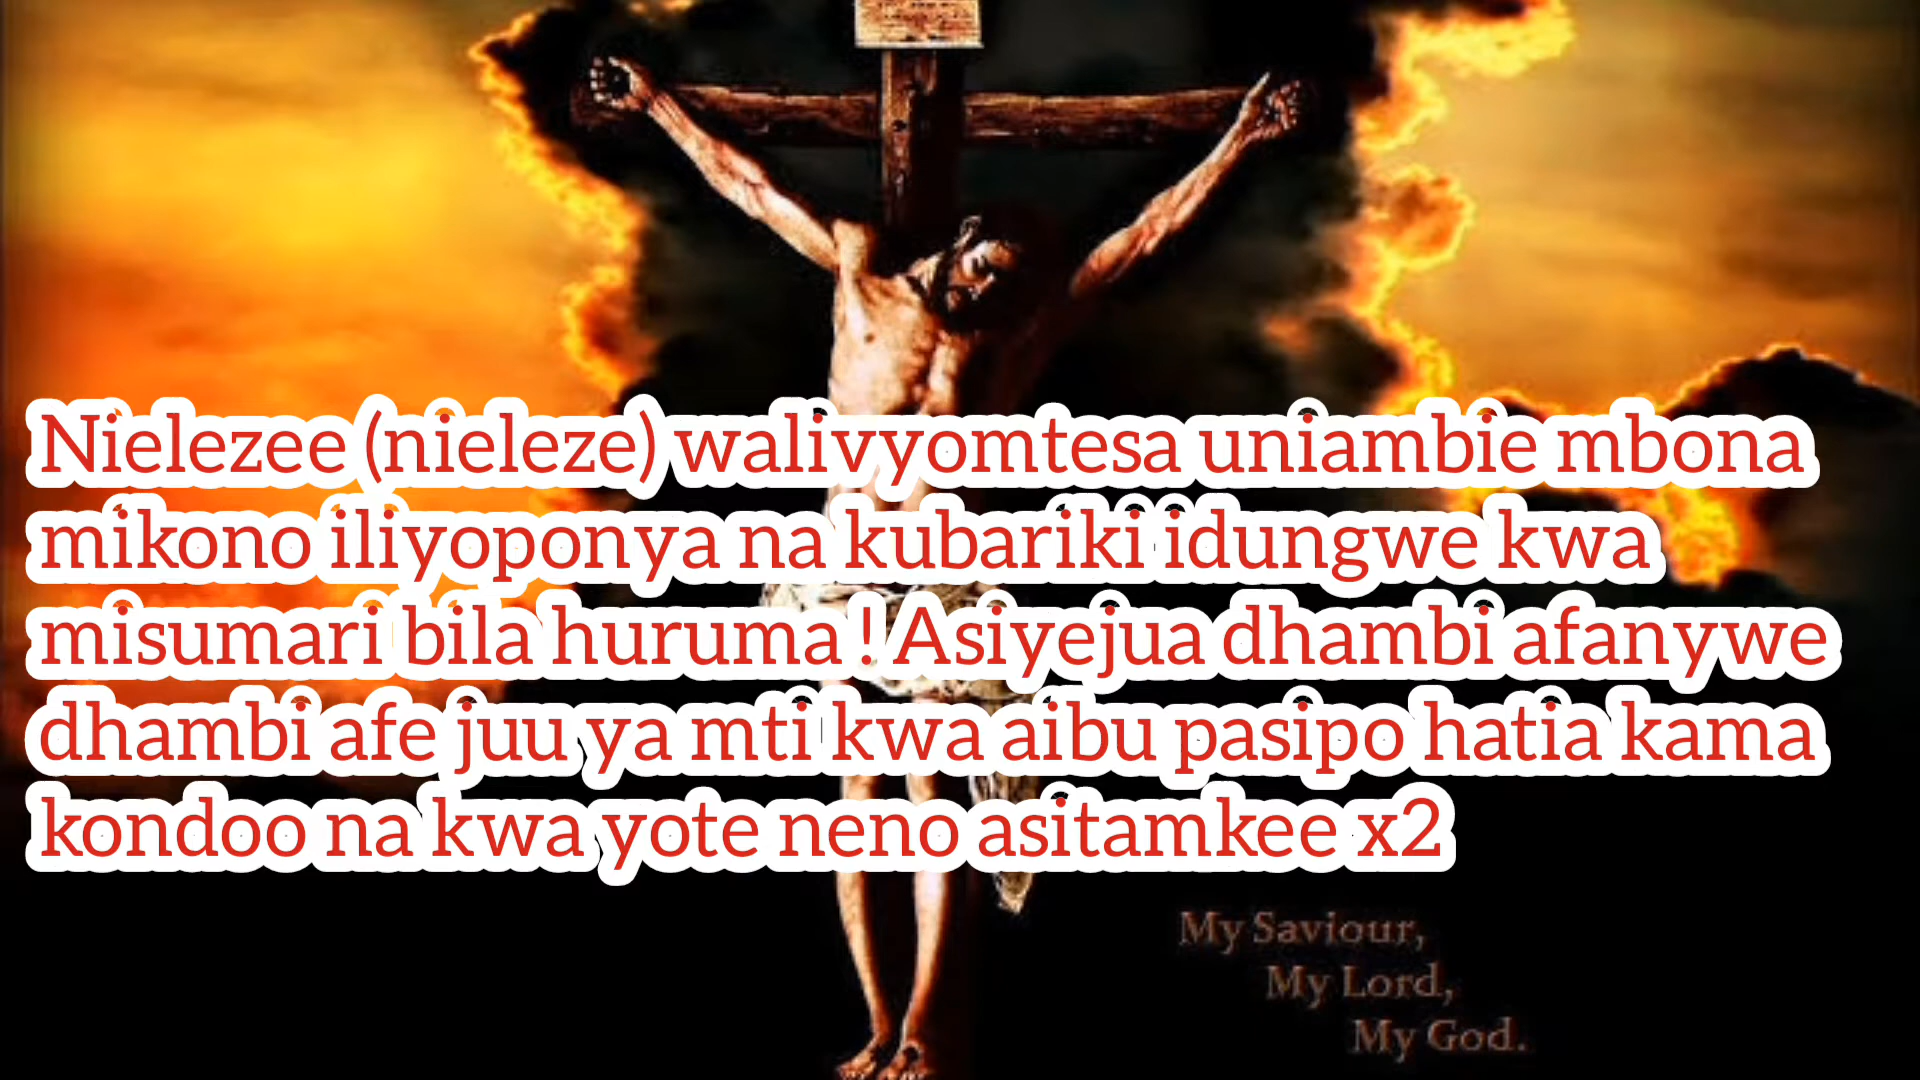 Nielezee (nieleze) walivyomtesa uniambie mbona
mikono iliyoponya na kubariki idungwe kwa
misumari bila huruma ! Asiyejua dhambi afanywe
dhambi afe juu ya mti kwa aibu pasipo hatia kama
kondoo na kwa yote neno asitamkee x2
My Saviour,
My Lord,
My God.